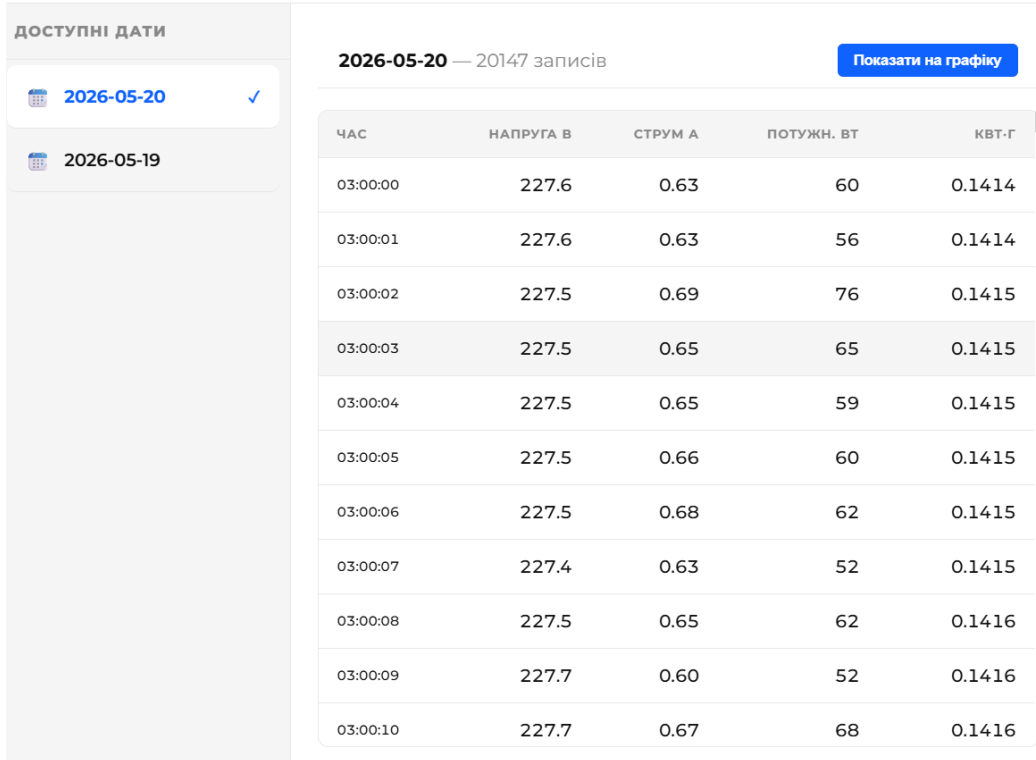 ДОСТУПНІ ДАТИ
2026-05-20 ✓
2026-05-19
2026-05-20 — 20147 записів
Показати на графіку
ЧАС НАПРУГА В СТРУМ А ПОТУЖН. ВТ КВТ·Г
03:00:00 227.6 0.63 60 0.1414
03:00:01 227.6 0.63 56 0.1414
03:00:02 227.5 0.69 76 0.1415
03:00:03 227.5 0.65 65 0.1415
03:00:04 227.5 0.65 59 0.1415
03:00:05 227.5 0.66 60 0.1415
03:00:06 227.5 0.68 62 0.1415
03:00:07 227.4 0.63 52 0.1415
03:00:08 227.5 0.65 62 0.1416
03:00:09 227.7 0.60 52 0.1416
03:00:10 227.7 0.67 68 0.1416